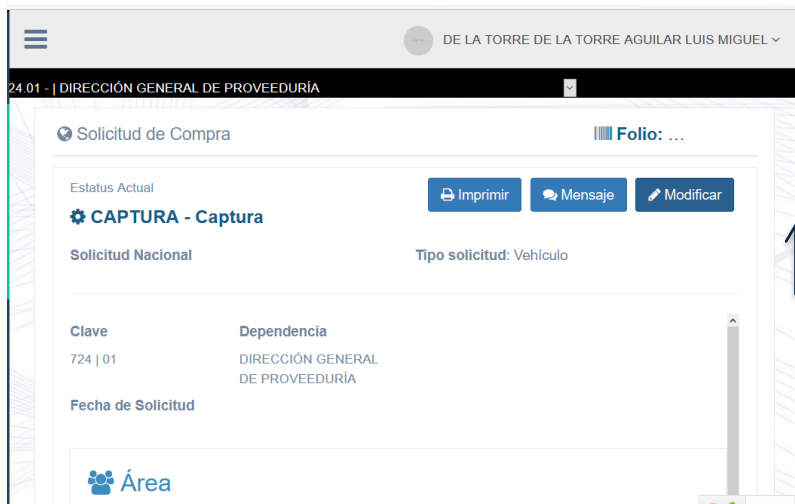 DE LA TORRE DE LA TORRE AGUILAR LUIS MIGUEL
24.01 - | DIRECCIÓN GENERAL DE PROVEEDURÍA
Solicitud de Compra
Folio: ...
Estatus Actual
Imprimir
Mensaje
Modificar
CAPTURA - Captura
Solicitud Nacional
Tipo solicitud: Vehículo
Clave
Dependencia
724 | 01
DIRECCIÓN GENERAL
DE PROVEEDURÍA
Fecha de Solicitud
Área